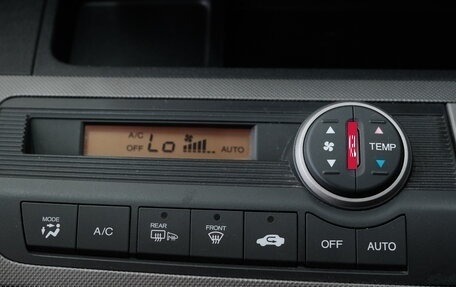 A/C
OFF Lo AUTO
TEMP
MODE
A/C
REAR
FRONT
OFF
AUTO